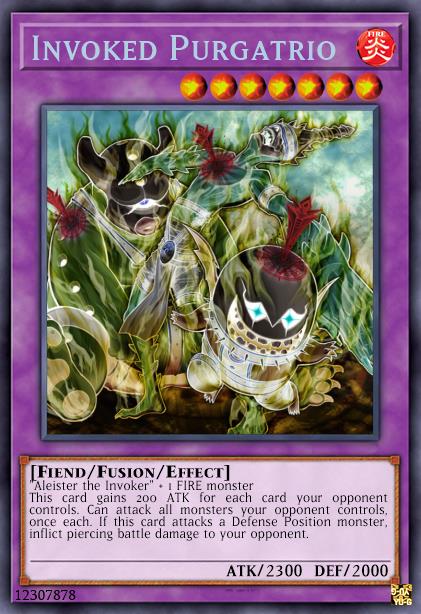 INVOKED PURGATRIO
FIRE
炎
[FIEND/FUSION/EFFECT]
"Aleister the Invoker" + 1 FIRE monster
This card gains 200 ATK for each card your opponent
controls. Can attack all monsters your opponent controls,
once each. If this card attacks a Defense Position monster,
inflict piercing battle damage to your opponent.
ATK/2300 DEF/2000
12307878